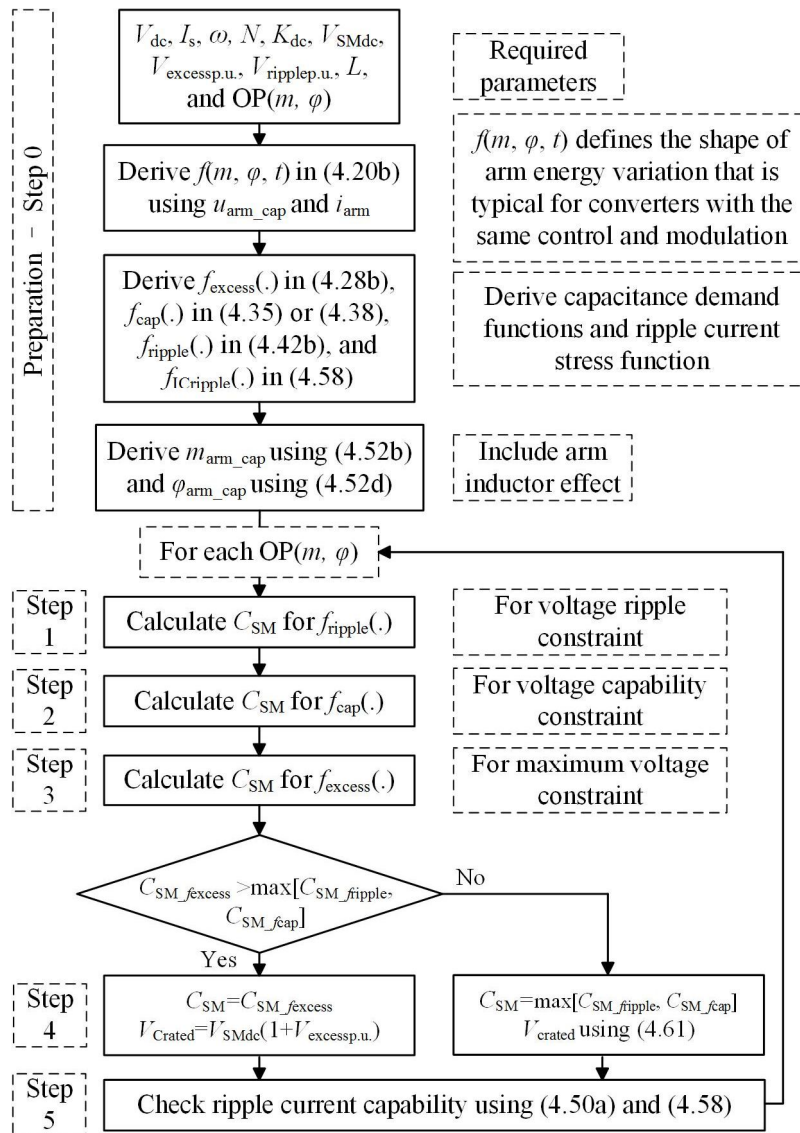 Preparation – Step 0
V_dc, I_s, ω, N, K_dc, V_SMdc,
V_excessp.u., V_ripplep.u., L,
and OP(m, φ)
Required
parameters
Derive f(m, φ, t) in (4.20b)
using u_arm_cap and i_arm
f(m, φ, t) defines the shape of
arm energy variation that is
typical for converters with the
same control and modulation
Derive f_excess(.) in (4.28b),
f_cap(.) in (4.35) or (4.38),
f_ripple(.) in (4.42b), and
f_ICripple(.) in (4.58)
Derive capacitance demand
functions and ripple current
stress function
Derive m_arm_cap using (4.52b)
and φ_arm_cap using (4.52d)
Include arm
inductor effect
For each OP(m, φ)
Step
1
Calculate C_SM for f_ripple(.)
For voltage ripple
constraint
Step
2
Calculate C_SM for f_cap(.)
For voltage capability
constraint
Step
3
Calculate C_SM for f_excess(.)
For maximum voltage
constraint
C_SM_fexcess >max[C_SM_fripple,
C_SM_fcap]
No
Yes
Step
4
C_SM=C_SM_fexcess
V_Crated=V_SMdc(1+V_excessp.u.)
C_SM=max[C_SM_fripple, C_SM_fcap]
V_crated using (4.61)
Step
5
Check ripple current capability using (4.50a) and (4.58)